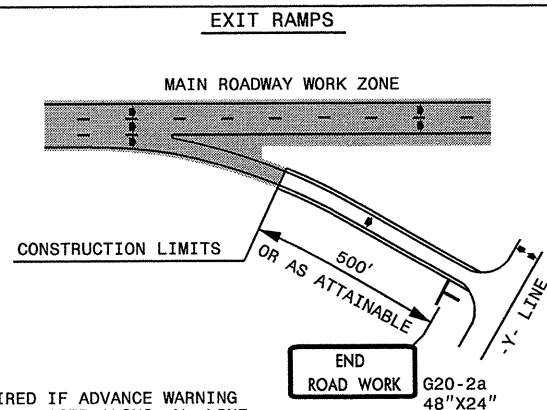 EXIT RAMPS
MAIN ROADWAY WORK ZONE
CONSTRUCTION LIMITS
500'
OR AS ATTAINABLE
-Y- LINE
END
ROAD WORK
G20-2a
48"X24"
IRED IF ADVANCE WARNING